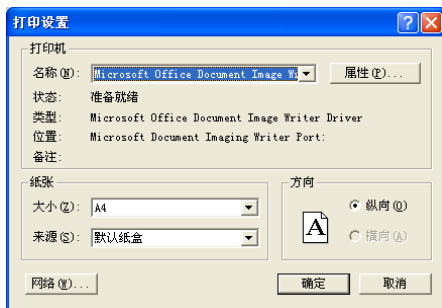 打印设置
打印机
名称(N): Microsoft Office Document Image Wr 属性(P)...
状态: 准备就绪
类型: Microsoft Office Document Image Writer Driver
位置: Microsoft Document Imaging Writer Port:
备注:
纸张
大小(Z): A4
来源(S): 默认纸盒
方向
A
纵向(O)
横向(A)
网络(W)...
确定
取消